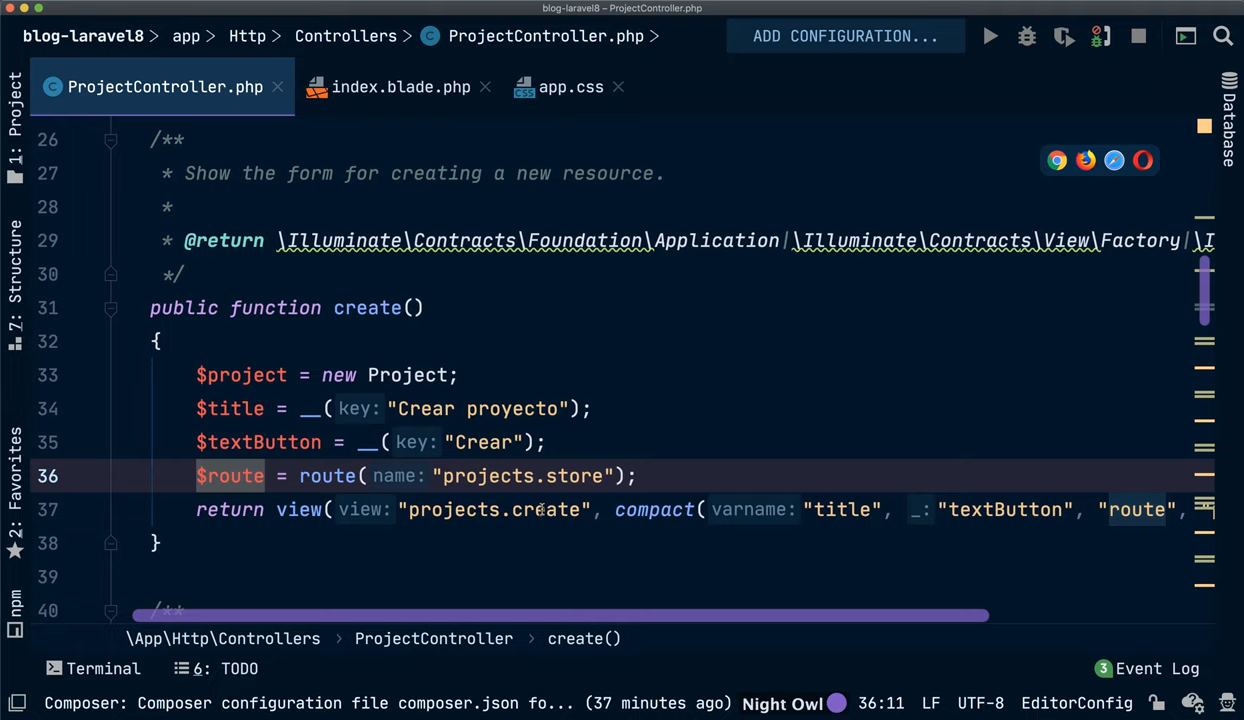 blog-laravel8 – ProjectController.php
blog-laravel8 > app > Http > Controllers > ProjectController.php >
ADD CONFIGURATION...
ProjectController.php
index.blade.php
app.css
1: Project
7: Structure
2: Favorites
npm
Database
26 /**
27 * Show the form for creating a new resource.
28 *
29 * @return \Illuminate\Contracts\Foundation\Application|\Illuminate\Contracts\View\Factory|\I
30 */
31 public function create()
32 {
33 $project = new Project;
34 $title = __( key: "Crear proyecto");
35 $textButton = __( key: "Crear");
36 $route = route( name: "projects.store");
37 return view( view: "projects.create", compact( varname: "title", _: "textButton", "route",
38 }
39
40 /**
\App\Http\Controllers > ProjectController > create()
Terminal
6: TODO
3 Event Log
Composer: Composer configuration file composer.json fo... (37 minutes ago) Night Owl 36:11 LF UTF-8 EditorConfig